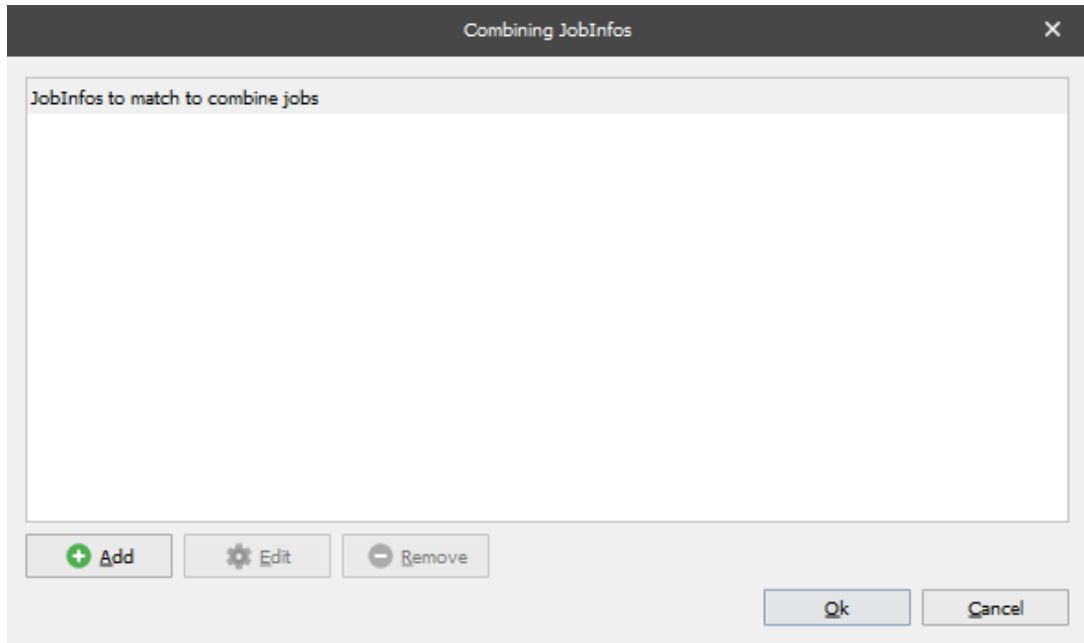 Combining JobInfos
JobInfos to match to combine jobs
Add
Edit
Remove
Ok
Cancel